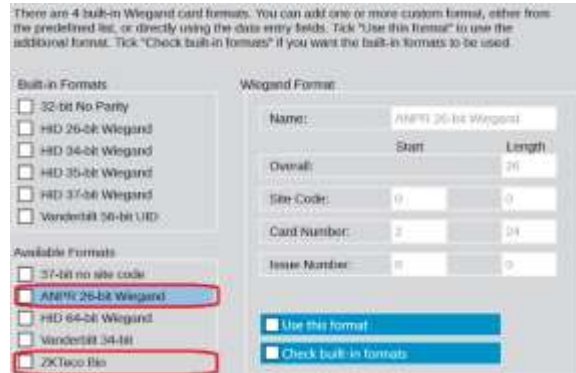 There are 4 built-in Wiegand card formats. You can add one or more custom format, either from
the predefined list, or directly using the data entry fields. Tick "Use this format" to use the
additional format. Tick "Check built-in formats" if you want the built-in formats to be used.
Built-in Formats
32-bit No Parity
HID 26-bit Wiegand
HID 34-bit Wiegand
HID 35-bit Wiegand
HID 37-bit Wiegand
Vanderbilt 56-bit UID
Available Formats
37-bit no site code
ANPR 26-bit Wiegand
HID 64-bit Wiegand
Vanderbilt 34-bit
ZKTeco Bio
Wiegand Format
Name: ANPR 26-bit Wiegand
Start Length
Overall: 26
Site Code: 0 0
Card Number: 2 24
Issue Number: 0 0
Use this format
Check built-in formats